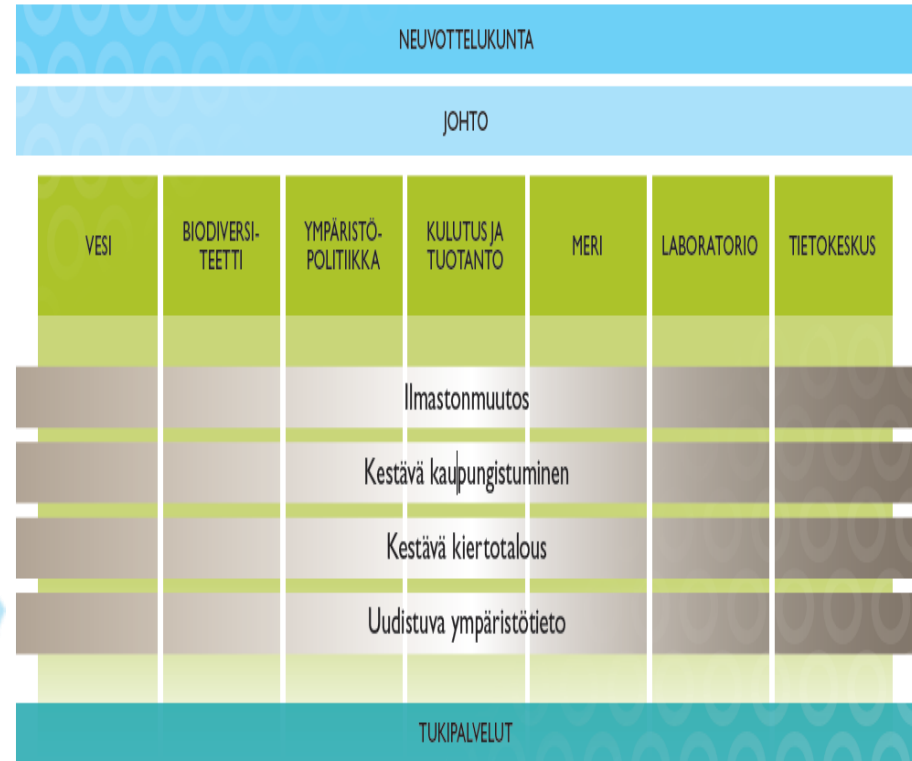 NEUVOTTELUKUNTA
JOHTO
VESI
BIODIVERSI-
TEETTI
YMPÄRISTÖ-
POLITIIKKA
KULUTUS JA
TUOTANTO
MERI
LABORATORIO
TIETOKESKUS
Ilmastonmuutos
Kestävä kaupungistuminen
Kestävä kiertotalous
Uudistuva ympäristötieto
TUKIPALVELUT